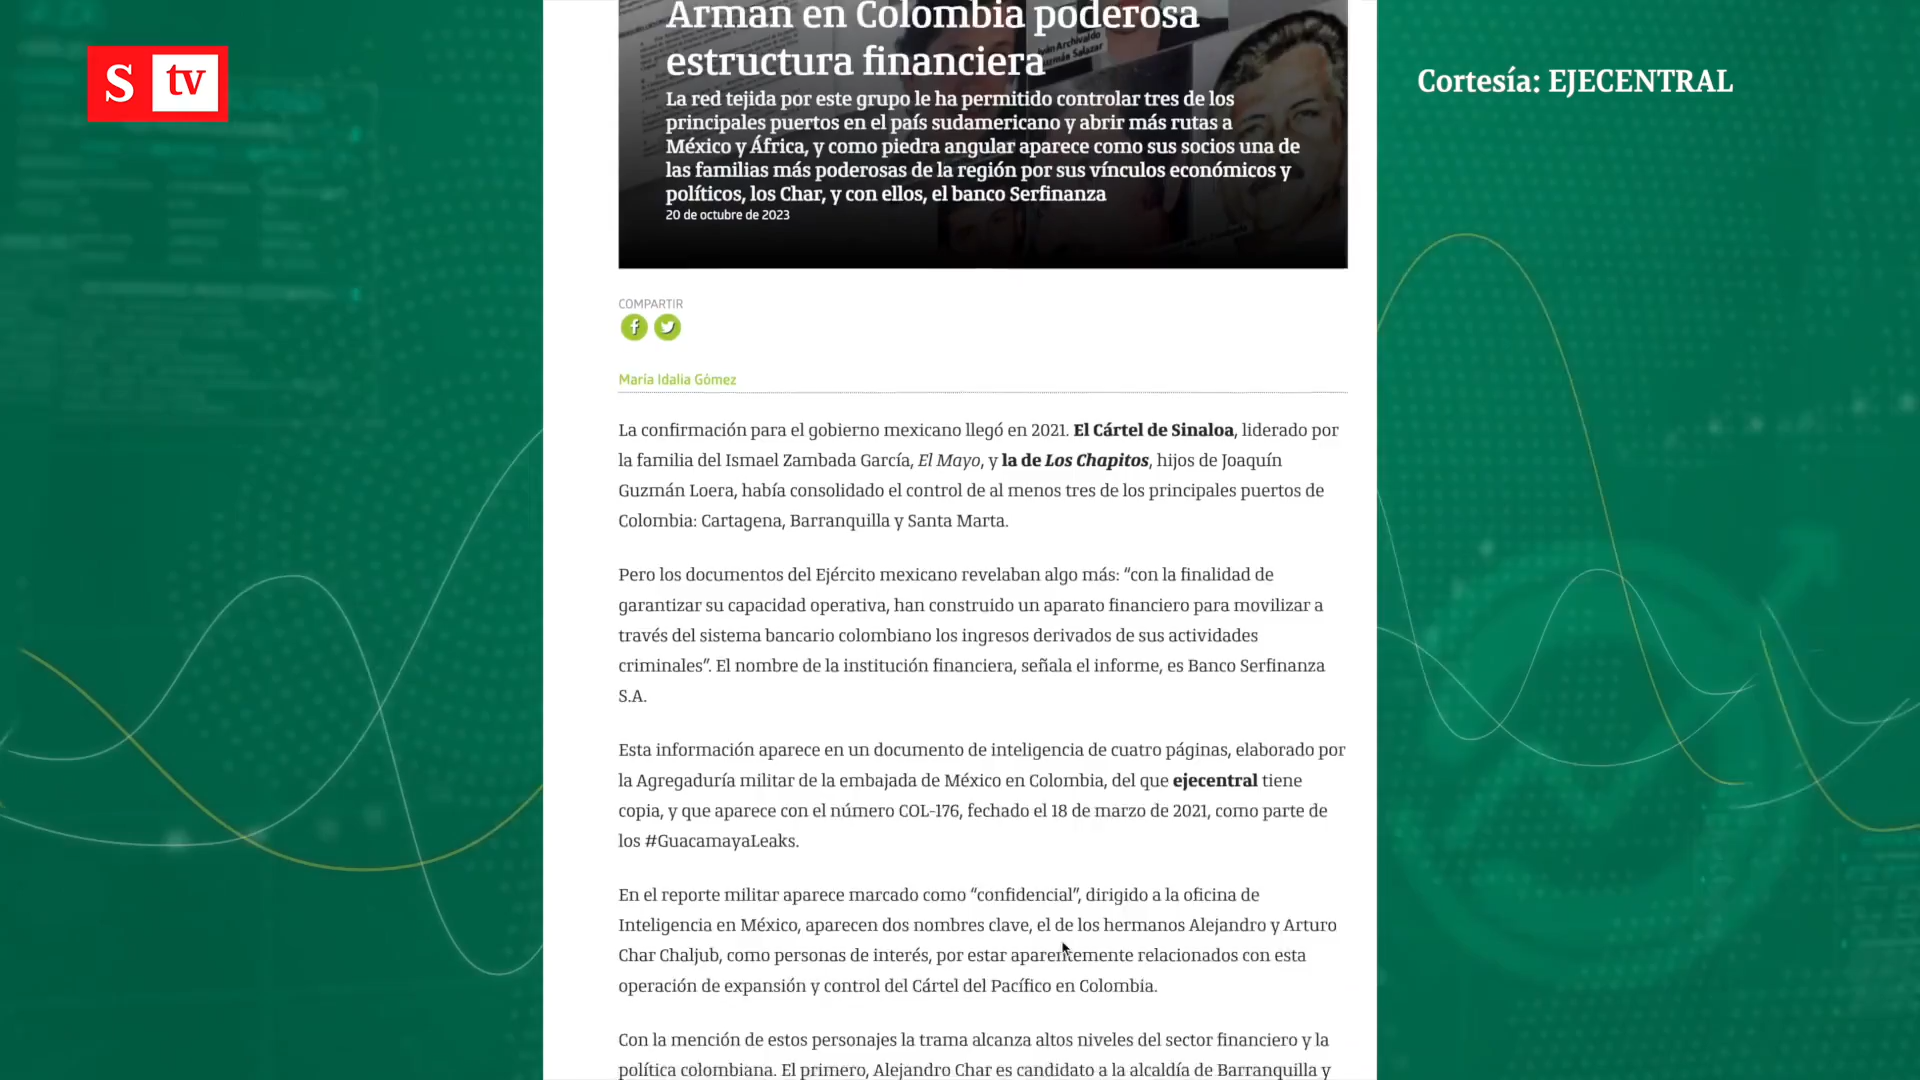 S tv
Cortesía: EJECENTRAL
Arman en Colombia poderosa
estructura financiera
La red tejida por este grupo le ha permitido controlar tres de los
principales puertos en el país sudamericano y abrir más rutas a
México y África, y como piedra angular aparece como sus socios una de
las familias más poderosas de la región por sus vínculos económicos y
políticos, los Char, y con ellos, el banco Serfinanza
20 de octubre de 2023
COMPARTIR
María Idalia Gómez
La confirmación para el gobierno mexicano llegó en 2021. El Cártel de Sinaloa, liderado por
la familia del Ismael Zambada García, El Mayo, y la de Los Chapitos, hijos de Joaquín
Guzmán Loera, había consolidado el control de al menos tres de los principales puertos de
Colombia: Cartagena, Barranquilla y Santa Marta.
Pero los documentos del Ejército mexicano revelaban algo más: “con la finalidad de
garantizar su capacidad operativa, han construido un aparato financiero para movilizar a
través del sistema bancario colombiano los ingresos derivados de sus actividades
criminales”. El nombre de la institución financiera, señala el informe, es Banco Serfinanza
S.A.
Esta información aparece en un documento de inteligencia de cuatro páginas, elaborado por
la Agregaduría militar de la embajada de México en Colombia, del que ejecentral tiene
copia, y que aparece con el número COL-176, fechado el 18 de marzo de 2021, como parte de
los #GuacamayaLeaks.
En el reporte militar aparece marcado como “confidencial”, dirigido a la oficina de
Inteligencia en México, aparecen dos nombres clave, el de los hermanos Alejandro y Arturo
Char Chaljub, como personas de interés, por estar aparentemente relacionados con esta
operación de expansión y control del Cártel del Pacífico en Colombia.
Con la mención de estos personajes la trama alcanza altos niveles del sector financiero y la
política colombiana. El primero, Alejandro Char es candidato a la alcaldía de Barranquilla y